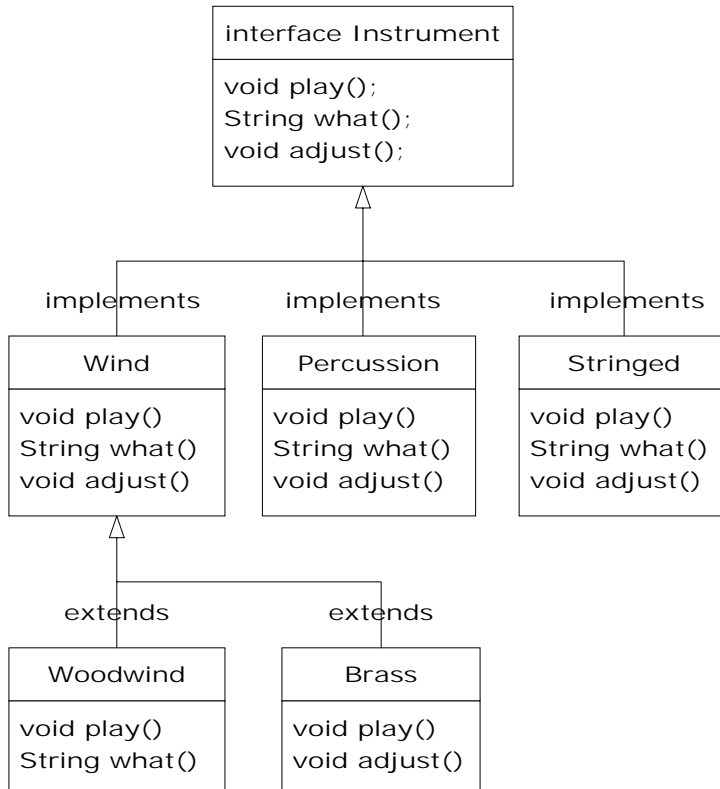 interface Instrument
void play();
String what();
void adjust();
implements
implements
implements
Wind
void play()
String what()
void adjust()
Percussion
void play()
String what()
void adjust()
Stringed
void play()
String what()
void adjust()
extends
extends
Woodwind
void play()
String what()
Brass
void play()
void adjust()